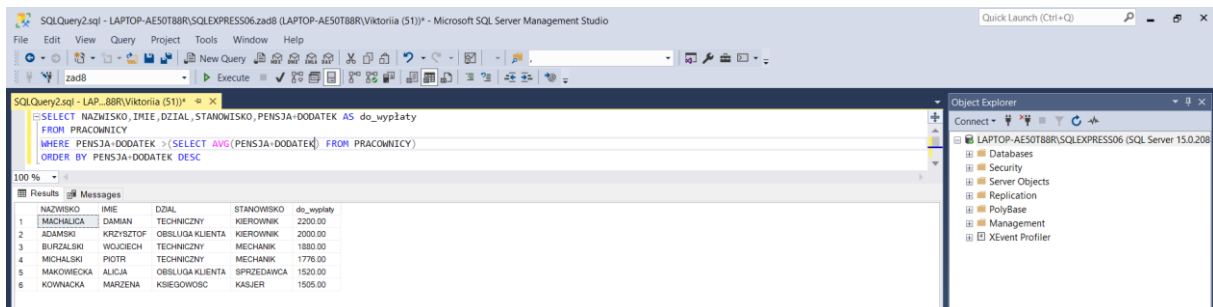 SQLQuery2.sql - LAPTOP-AE50T88R\SQLEXPRESS06.zad8 (LAPTOP-AE50T88R\Viktoriia (51))* - Microsoft SQL Server Management Studio
Quick Launch (Ctrl+Q)
File Edit View Query Project Tools Window Help
New Query
zad8
Execute
SQLQuery2.sql - LAP...88R\Viktoriia (51))*
SELECT NAZWISKO,IMIE,DZIAL,STANOWISKO,PENSJA+DODATEK AS do_wypłaty
FROM PRACOWNICY
WHERE PENSJA+DODATEK >(SELECT AVG(PENSJA+DODATEK) FROM PRACOWNICY)
ORDER BY PENSJA+DODATEK DESC
100 %
Results Messages
NAZWISKO IMIE DZIAL STANOWISKO do_wypłaty
1 MACHALICA DAMIAN TECHNICZNY KIEROWNIK 2200.00
2 ADAMSKI KRZYSZTOF OBSLUGA KLIENTA KIEROWNIK 2000.00
3 BURZALSKI WOJCIECH TECHNICZNY MECHANIK 1880.00
4 MICHALSKI PIOTR TECHNICZNY MECHANIK 1776.00
5 MAKOWIECKA ALICJA OBSLUGA KLIENTA SPRZEDAWCA 1520.00
6 KOWNACKA MARZENA KSIEGOWOSC KASJER 1505.00
Object Explorer
Connect
LAPTOP-AE50T88R\SQLEXPRESS06 (SQL Server 15.0.208
Databases
Security
Server Objects
Replication
PolyBase
Management
XEvent Profiler